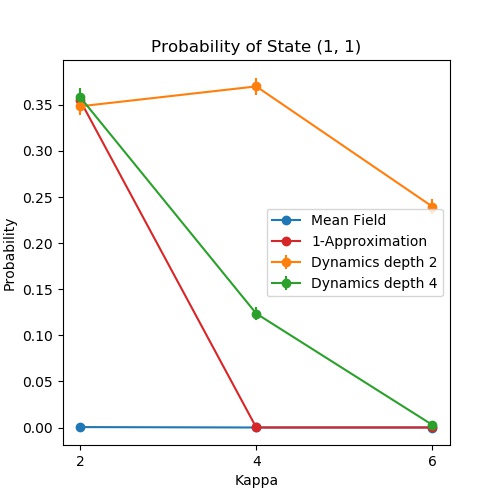 Probability of State (1, 1)
Probability
0.35
0.30
0.25
0.20
0.15
0.10
0.05
0.00
Mean Field
1-Approximation
Dynamics depth 2
Dynamics depth 4
2
4
6
Kappa